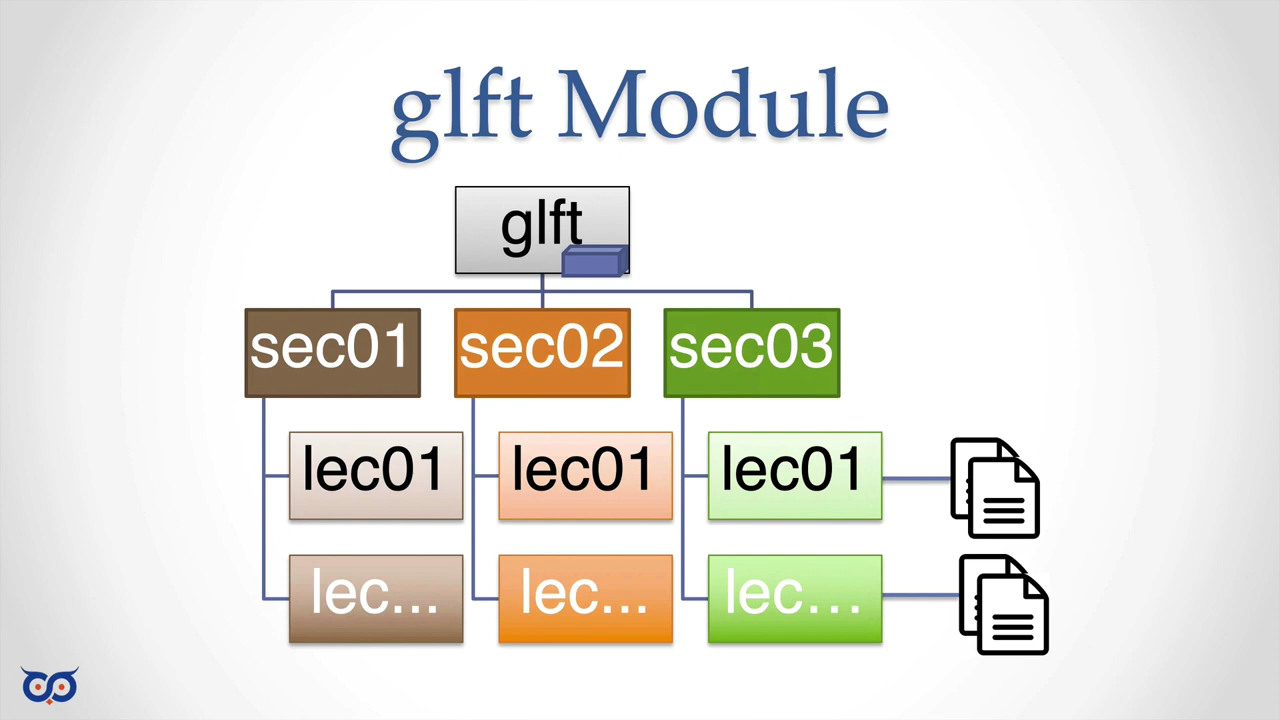 glft Module
glft
sec01 sec02 sec03
lec01 lec01 lec01
lec... lec... lec...